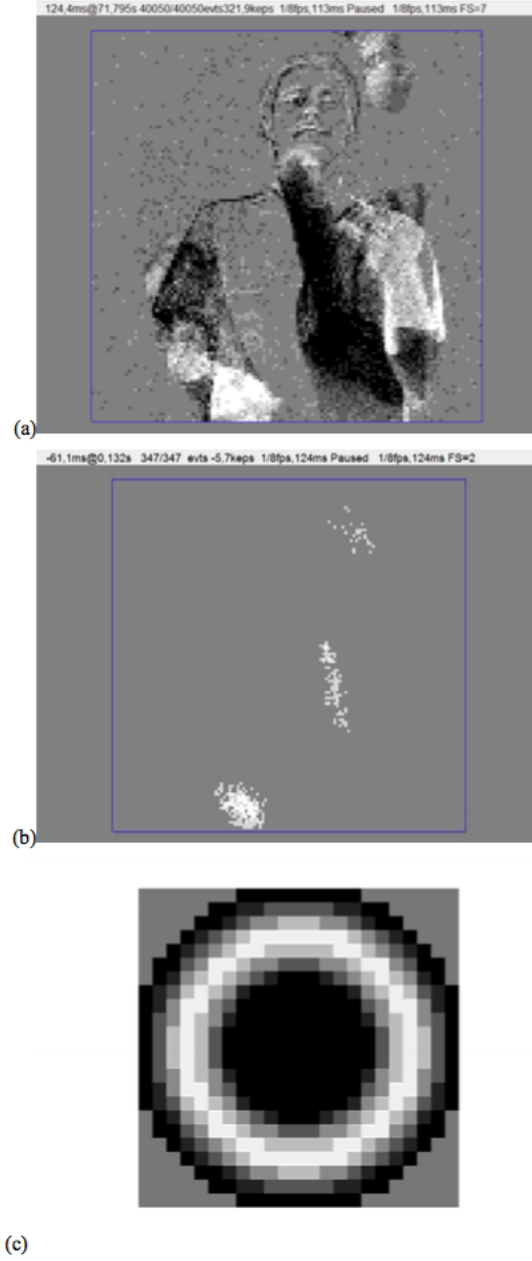 124,4ms@71,795s 40050/40050evts321,9keps 1/8fps,113ms Paused 1/8fps,113ms FS=7
(a)
-61,1ms@0,132s 347/347 evts -5,7keps 1/8fps,124ms Paused 1/8fps,124ms FS=2
(b)
(c)